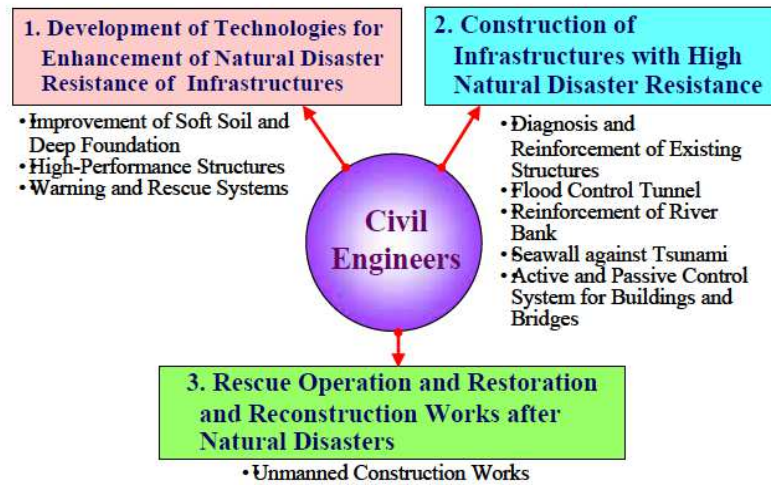 1. Development of Technologies for
Enhancement of Natural Disaster
Resistance of Infrastructures
• Improvement of Soft Soil and
Deep Foundation
• High-Performance Structures
• Warning and Rescue Systems
2. Construction of
Infrastructures with High
Natural Disaster Resistance
• Diagnosis and
Reinforcement of Existing
Structures
• Flood Control Tunnel
• Reinforcement of River
Bank
• Seawall against Tsunami
• Active and Passive Control
System for Buildings and
Bridges
Civil
Engineers
3. Rescue Operation and Restoration
and Reconstruction Works after
Natural Disasters
• Unmanned Construction Works